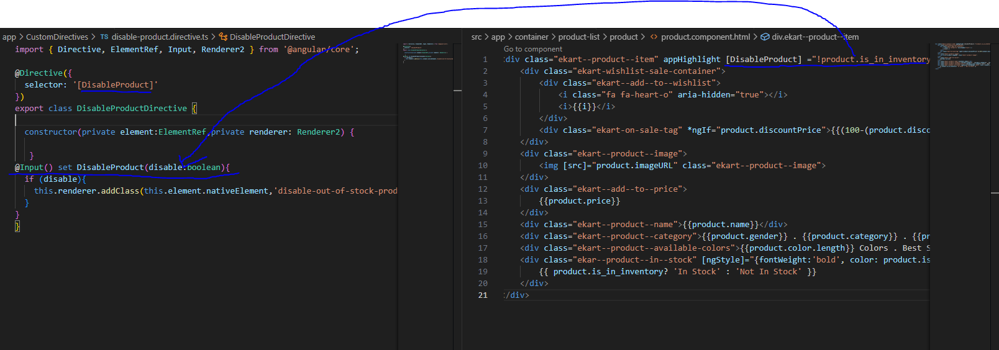 app > CustomDirectives > TS disable-product.directive.ts > DisableProductDirective
import { Directive, ElementRef, Input, Renderer2 } from '@angular/core';
@Directive({
selector: '[DisableProduct]'
})
export class DisableProductDirective {
constructor(private element:ElementRef,private renderer: Renderer2) {
}
@Input() set DisableProduct(disable:boolean){
if (disable){
this.renderer.addClass(this.element.nativeElement,'disable-out-of-stock-prod
}
}
}
src > app > container > product-list > product > <> product.component.html > div.ekart--product--item
Go to component
1 div class="ekart--product--item" appHighlight [DisableProduct] ="!product.is_in_inventory
2 <div class="ekart-wishlist-sale-container">
3 <div class="ekart--add--to--wishlist">
4 <i class="fa fa-heart-o" aria-hidden="true"></i>
5 <i>{{i}}</i>
6 </div>
7 <div class="ekart-on-sale-tag" *ngIf="product.discountPrice">{{(100-(product.disco
8 </div>
9 <div class="ekart--product--image">
10 <img [src]="product.imageURL" class="ekart--product--image">
11 </div>
12 <div class="ekart--add--to--price">
13 {{product.price}}
14 </div>
15 <div class="ekart--product--name">{{product.name}}</div>
16 <div class="ekart--product--category">{{product.gender}} . {{product.category}} . {{pr
17 <div class="ekart--product--available-colors">{{product.color.length}} Colors . Best S
18 <div class="ekar--product--in--stock" [ngStyle]="{fontWeight:'bold', color: product.is
19 {{ product.is_in_inventory? 'In Stock' : 'Not In Stock' }}
20 </div>
21 </div>